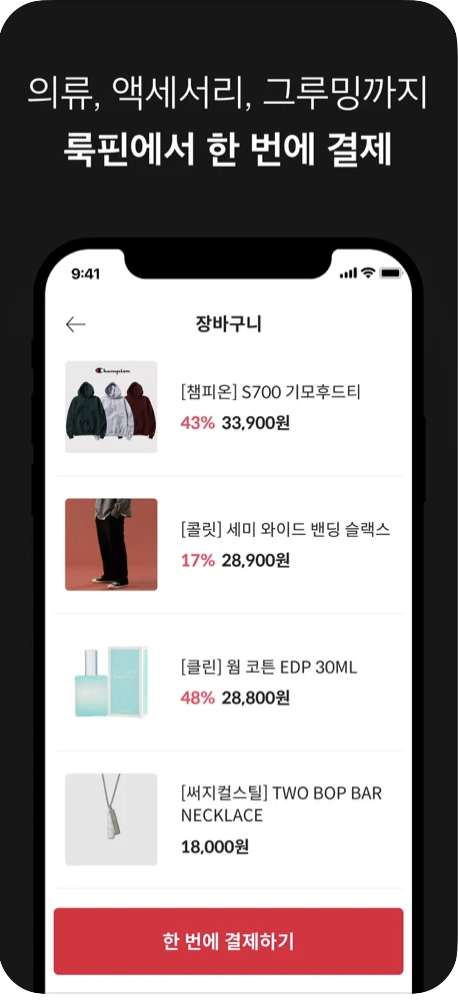 의류, 액세서리, 그루밍까지
룩핀에서 한 번에 결제
9:41
장바구니
Champion
[챔피온] S700 기모후드티
43% 33,900원
[콜릿] 세미 와이드 밴딩 슬랙스
17% 28,900원
[클린] 웜 코튼 EDP 30ML
48% 28,800원
[써지컬스틸] TWO BOP BAR
NECKLACE
18,000원
한 번에 결제하기